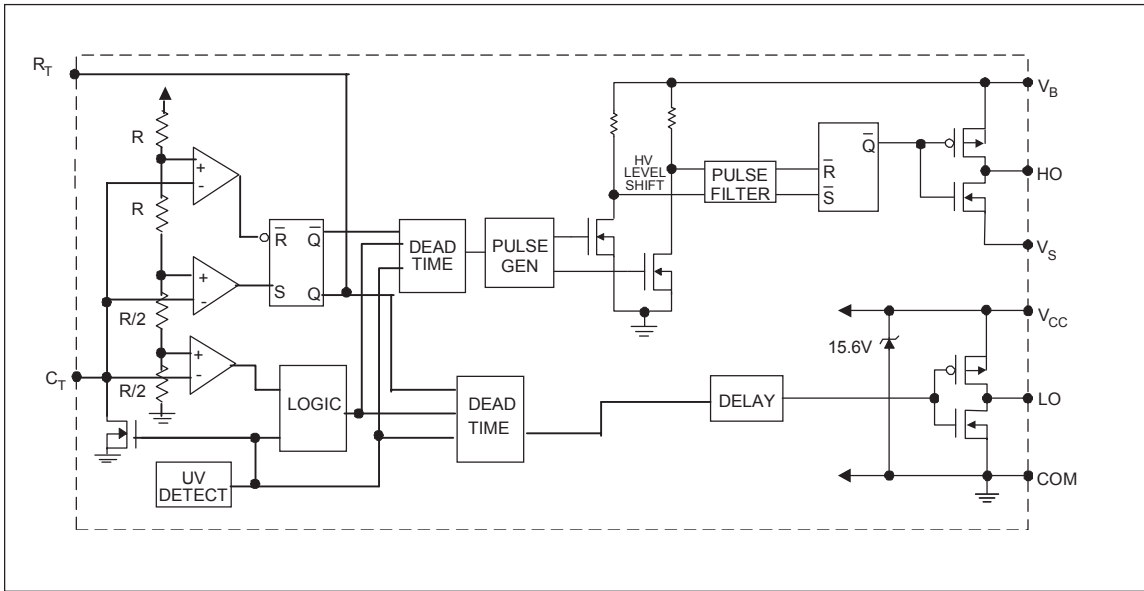 R_T
R
R
R/2
R/2
C_T
+
-
+
-
+
-
R̅
Q̅
S
Q
LOGIC
UV
DETECT
DEAD
TIME
DEAD
TIME
PULSE
GEN
HV
LEVEL
SHIFT
PULSE
FILTER
R̅
S̅
Q̅
DELAY
15.6V
V_B
HO
V_S
V_CC
LO
COM